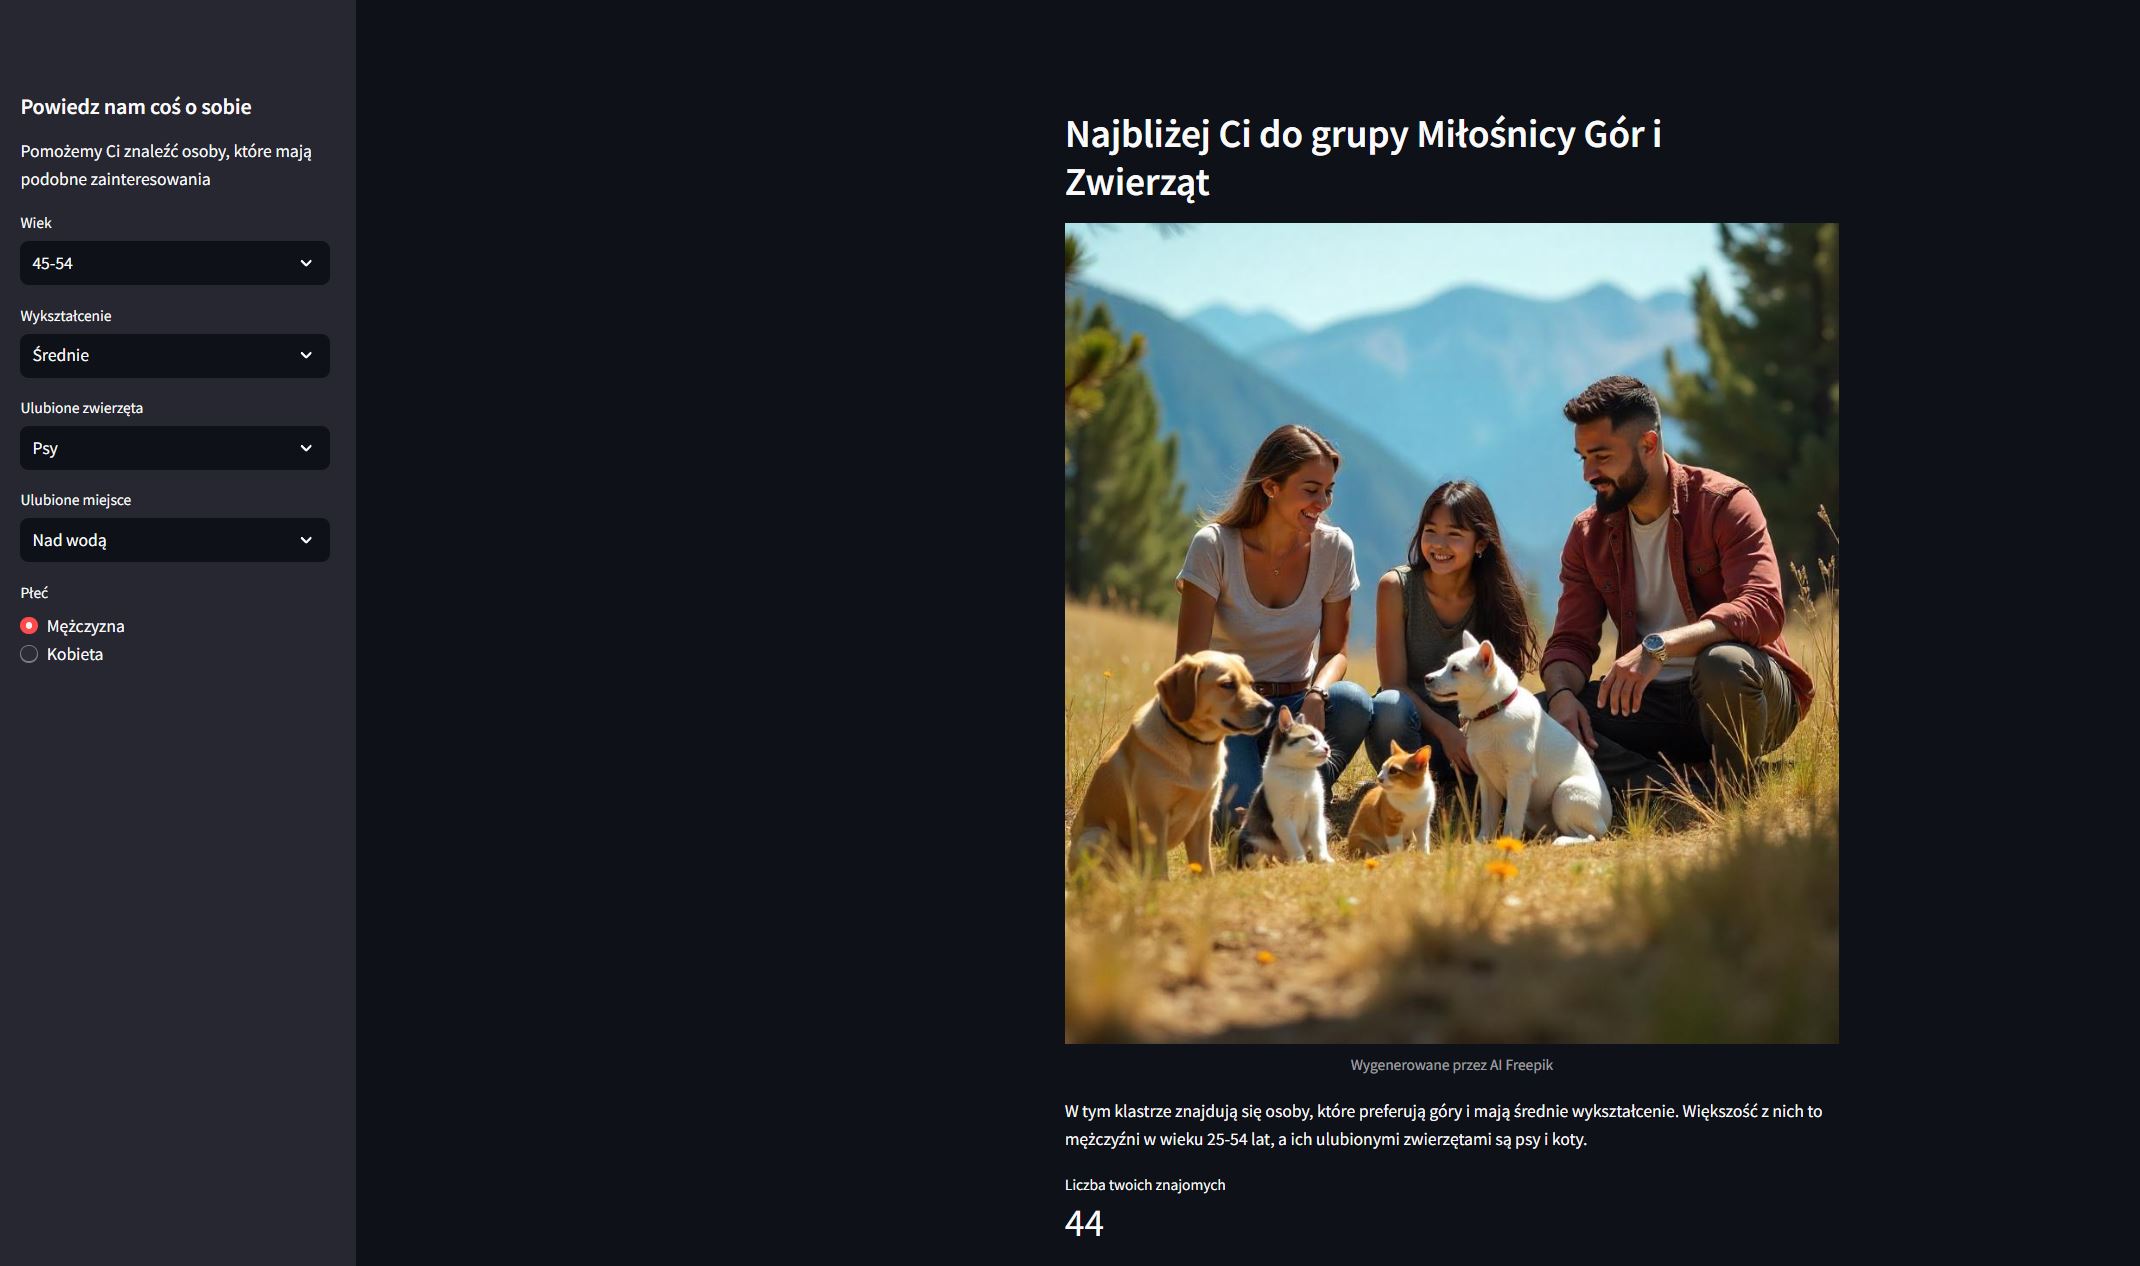 Powiedz nam coś o sobie
Pomożemy Ci znaleźć osoby, które mają
podobne zainteresowania
Wiek
45-54
Wykształcenie
Średnie
Ulubione zwierzęta
Psy
Ulubione miejsce
Nad wodą
Płeć
Mężczyzna
Kobieta
Najbliżej Ci do grupy Miłośnicy Gór i
Zwierząt
Wygenerowane przez AI Freepik
W tym klastrze znajdują się osoby, które preferują góry i mają średnie wykształcenie. Większość z nich to
mężczyźni w wieku 25-54 lat, a ich ulubionymi zwierzętami są psy i koty.
Liczba twoich znajomych
44